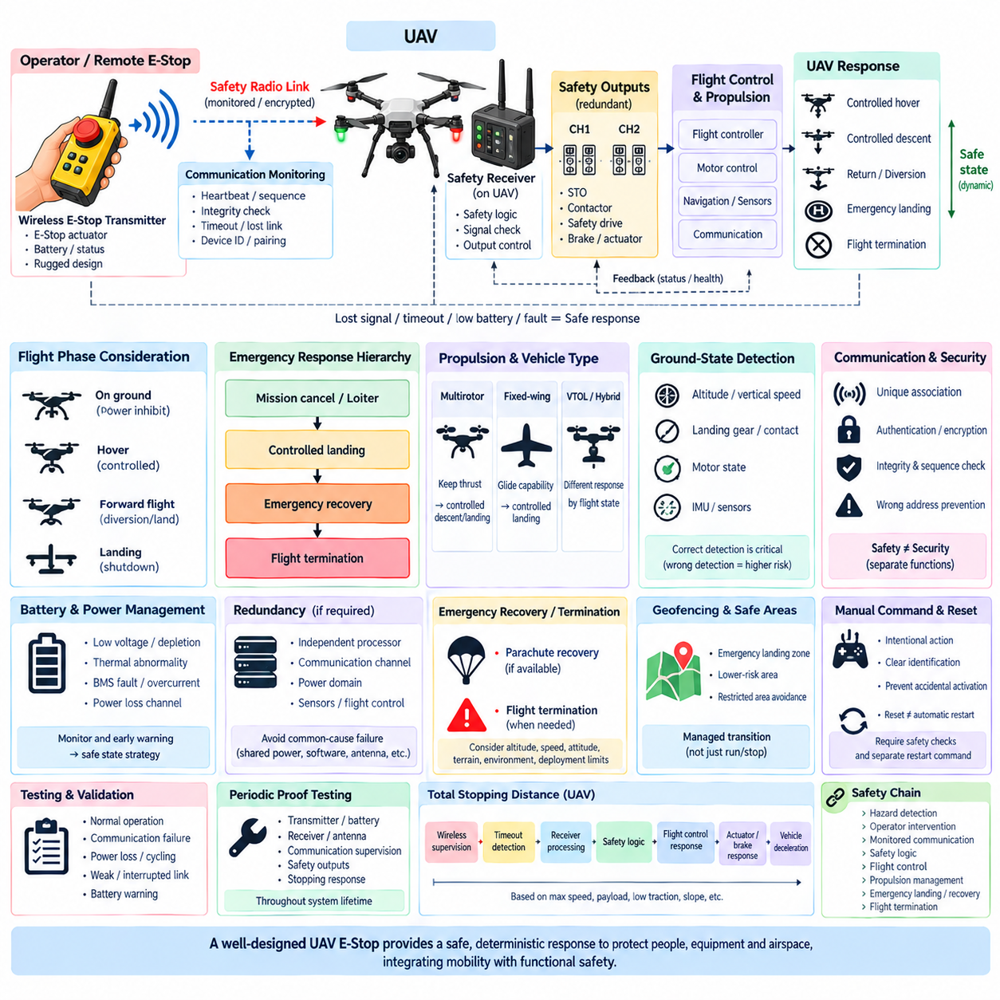 UAV
Operator / Remote E-Stop
Safety Radio Link
(monitored / encrypted)
Wireless E-Stop Transmitter
• E-Stop actuator
• Battery / status
• Rugged design
Communication Monitoring
• Heartbeat / sequence
• Integrity check
• Timeout / lost link
• Device ID / pairing
Safety Receiver
(on UAV)
• Safety logic
• Signal check
• Output control
Safety Outputs
(redundant)
CH1 CH2
• STO
• Contactor
• Safety drive
• Brake / actuator
Flight Control
& Propulsion
Flight controller
Motor control
Navigation / Sensors
Communication
UAV Response
Controlled hover
Controlled descent
Return / Diversion
H
Emergency landing
Flight termination
Safe
state
(dynamic)
Feedback (status / health)
Lost signal / timeout / low battery / fault = Safe response
Flight Phase Consideration
On ground
(Power inhibit)
Hover
(controlled)
Forward flight
(diversion/land)
Landing
(shutdown)
Emergency Response Hierarchy
Mission cancel / Loiter
Controlled landing
Emergency recovery
Flight termination
Propulsion & Vehicle Type
Multirotor
Keep thrust
→ controlled
descent/landing
Fixed-wing
Glide capability
→ controlled
landing
VTOL / Hybrid
Different response
by flight state
Ground-State Detection
Altitude / vertical speed
Landing gear / contact
Motor state
IMU / sensors
Correct detection is critical
(wrong detection = higher risk)
Communication & Security
Unique association
Authentication / encryption
Integrity & sequence check
Wrong address prevention
Safety ≠ Security
(separate functions)
Battery & Power Management
• Low voltage / depletion
• Thermal abnormality
• BMS fault / overcurrent
• Power loss channel
Monitor and early warning
→ safe state strategy
Redundancy (if required)
• Independent processor
• Communication channel
• Power domain
• Sensors / flight control
Avoid common-cause failure
(shared power, software, antenna, etc.)
Emergency Recovery / Termination
• Parachute recovery
(if available)
• Flight termination
(when needed)
Consider altitude, speed, attitude,
terrain, environment, deployment limits
Geofencing & Safe Areas
• Emergency landing zone
• Lower-risk area
• Restricted area avoidance
Managed transition
(not just run/stop)
Manual Command & Reset
• Intentional action
• Clear identification
• Prevent accidental activation
• Reset ≠ automatic restart
Require safety checks
and separate restart command
Testing & Validation
• Normal operation
• Communication failure
• Power loss / cycling
• Weak / interrupted link
• Battery warning
Periodic Proof Testing
• Transmitter / battery
• Receiver / antenna
• Communication supervision
• Safety outputs
• Stopping response
Throughout system lifetime
Total Stopping Distance (UAV)
Wireless
supervision
Timeout
detection
Receiver
processing
Safety logic
Flight control
response
Actuator /
brake
response
Vehicle
deceleration
Based on max speed, payload, low traction, slope, etc.
Safety Chain
> Hazard detection
> Operator intervention
> Monitored communication
> Safety logic
> Flight control
> Propulsion management
> Emergency landing / recovery
> Flight termination
A well-designed UAV E-Stop provides a safe, deterministic response to protect people, equipment and airspace,
integrating mobility with functional safety.